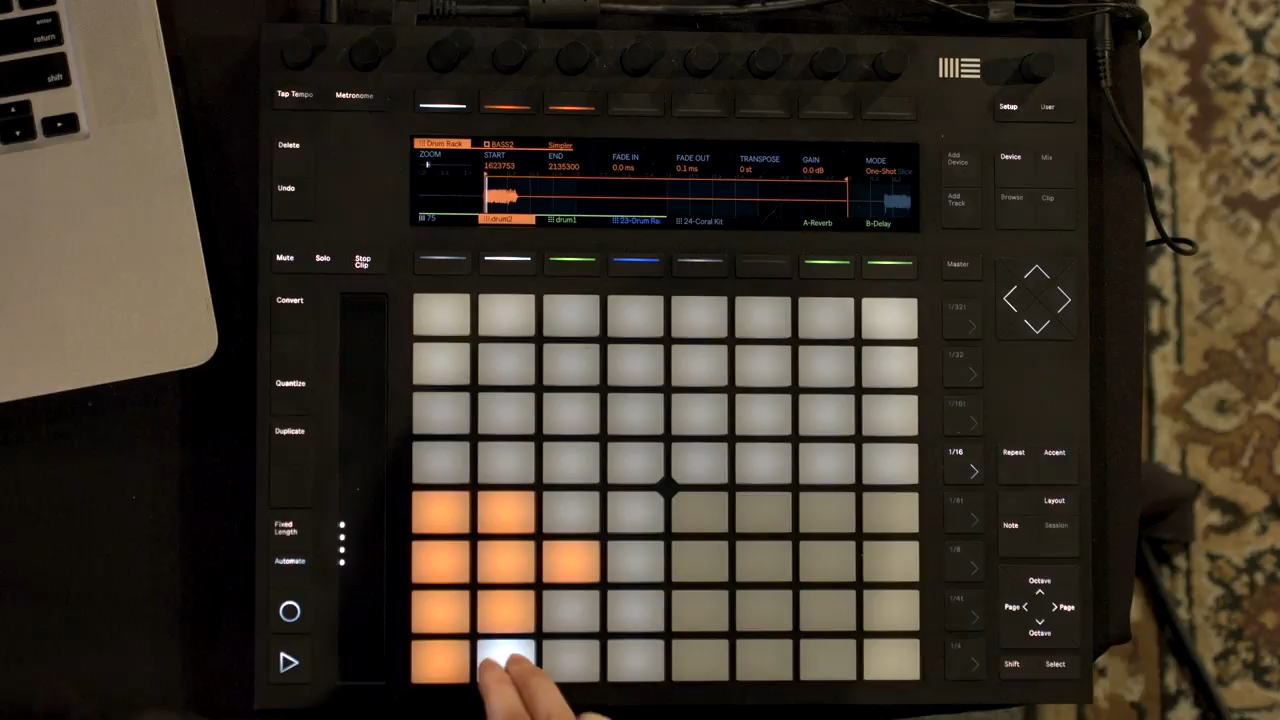 enter
return
shift
Tap Tempo
Metronome
Setup
User
Delete
Undo
Drum Rack
BASS2
Simpler
ZOOM
START
END
FADE IN
FADE OUT
TRANSPOSE
GAIN
MODE
1623753
2135300
0.0 ms
0.1 ms
0 st
0.0 dB
One-Shot
Slice
75
drum2
drum1
23-Drum Ra
24-Coral Kit
A-Reverb
B-Delay
Add
Device
Add
Track
Device
Mix
Browse
Clip
Mute
Solo
Stop
Clip
Master
Convert
Quantize
Duplicate
Fixed
Length
Automate
1/32t
1/32
1/16t
1/16
1/8t
1/8
1/4t
1/4
Repeat
Accent
Layout
Note
Session
Octave
Page
Page
Octave
Shift
Select